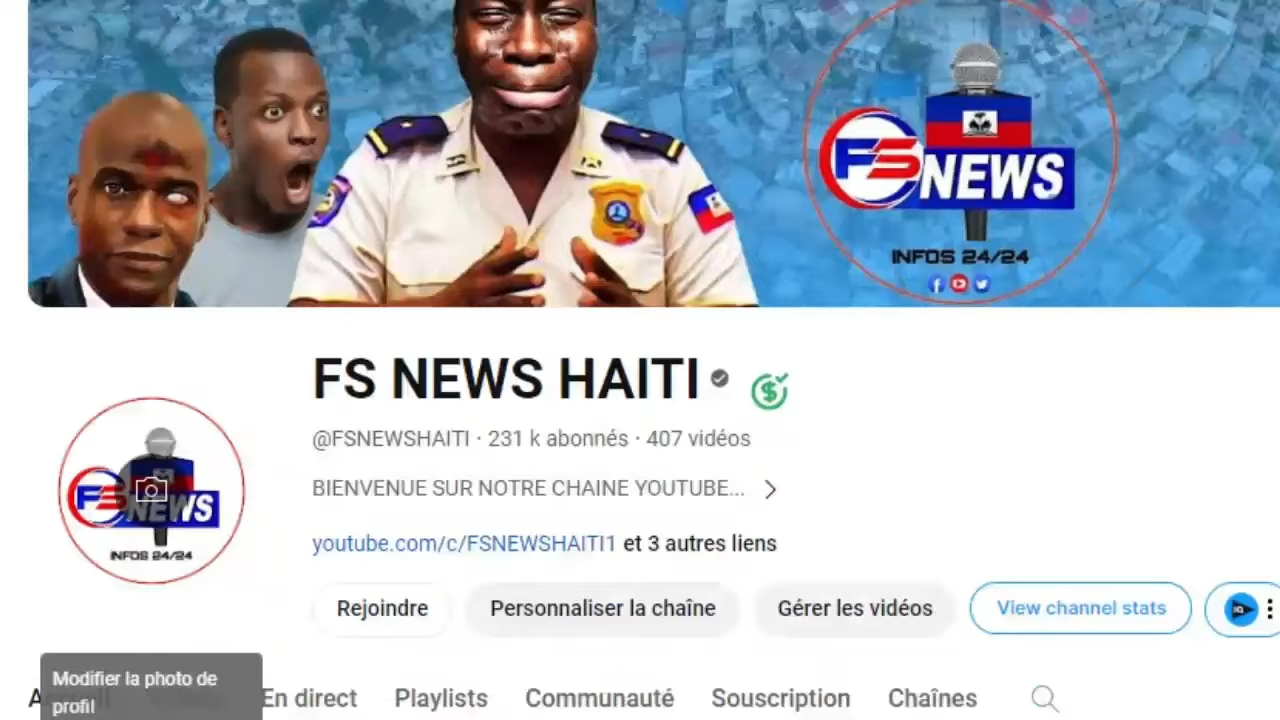 FS NEWS
INFOS 24/24
FS NEWS HAITI
@FSNEWSHAITI · 231 k abonnés · 407 vidéos
BIENVENUE SUR NOTRE CHAINE YOUTUBE...
youtube.com/c/FSNEWSHAITI1 et 3 autres liens
FS NEWS
INFOS 24/24
Rejoindre Personnaliser la chaîne Gérer les vidéos View channel stats
Modifier la photo de
profil
En direct Playlists Communauté Souscription Chaînes